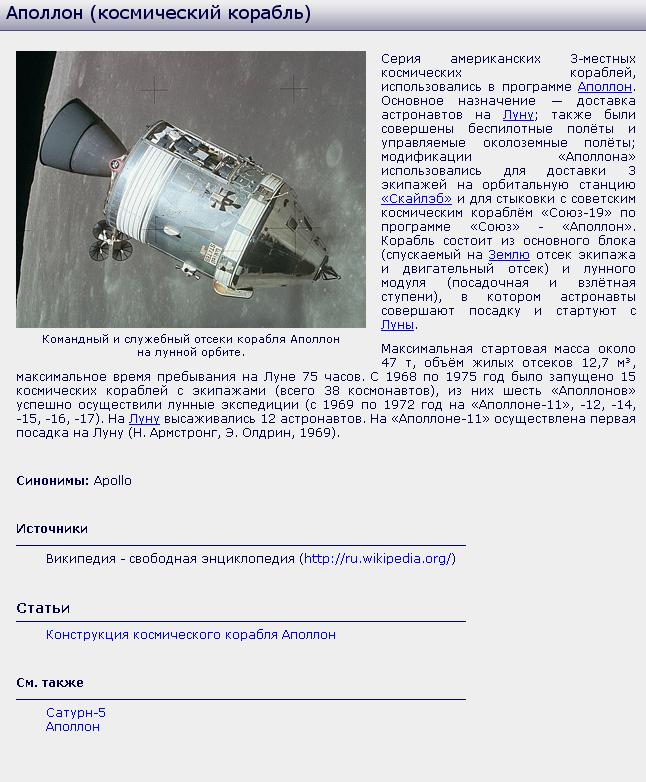 Аполлон (космический корабль)
Серия американских 3-местных
космических кораблей,
использовались в программе Аполлон.
Основное назначение — доставка
астронавтов на Луну; также были
совершены беспилотные полёты и
управляемые околоземные полёты;
модификации «Аполлона»
использовались для доставки 3
экипажей на орбитальную станцию
«Скайлэб» и для стыковки с советским
космическим кораблём «Союз-19» по
программе «Союз» - «Аполлон».
Корабль состоит из основного блока
(спускаемый на Землю отсек экипажа
и двигательный отсек) и лунного
модуля (посадочная и взлётная
ступени), в котором астронавты
совершают посадку и стартуют с
Луны.
Командный и служебный отсеки корабля Аполлон
на лунной орбите.
Максимальная стартовая масса около
47 т, объём жилых отсеков 12,7 м³,
максимальное время пребывания на Луне 75 часов. С 1968 по 1975 год было запущено 15
космических кораблей с экипажами (всего 38 космонавтов), из них шесть «Аполлонов»
успешно осуществили лунные экспедиции (с 1969 по 1972 год на «Аполлоне-11», -12, -14,
-15, -16, -17). На Луну высаживались 12 астронавтов. На «Аполлоне-11» осуществлена первая
посадка на Луну (Н. Армстронг, Э. Олдрин, 1969).
Синонимы: Apollo
Источники
Википедия - свободная энциклопедия (http://ru.wikipedia.org/)
Статьи
Конструкция космического корабля Аполлон
См. также
Сатурн-5
Аполлон